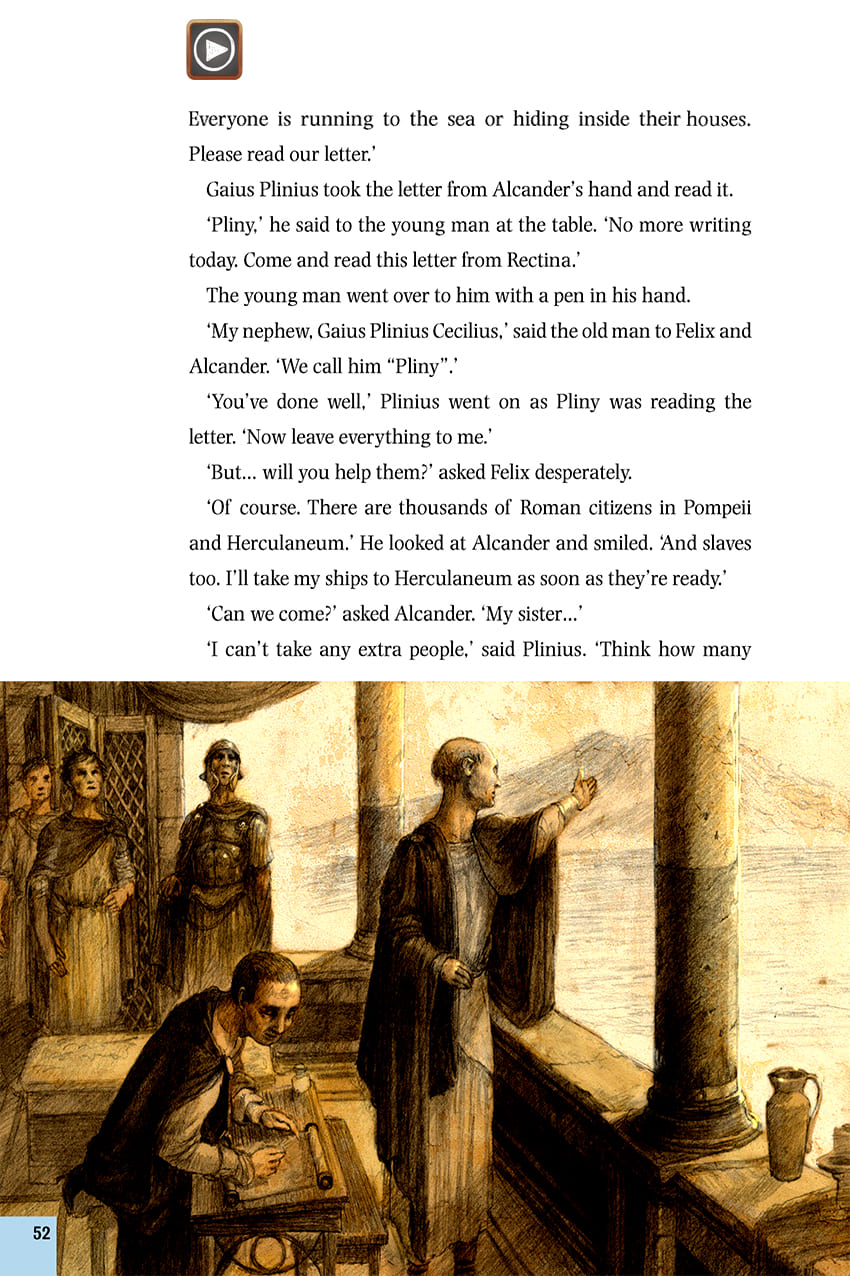 Everyone is running to the sea or hiding inside their houses.
Please read our letter.’
Gaius Plinius took the letter from Alcander’s hand and read it.
‘Pliny,’ he said to the young man at the table. ‘No more writing
today. Come and read this letter from Rectina.’
The young man went over to him with a pen in his hand.
‘My nephew, Gaius Plinius Cecilius,’ said the old man to Felix and
Alcander. ‘We call him “Pliny”.’
‘You’ve done well,’ Plinius went on as Pliny was reading the
letter. ‘Now leave everything to me.’
‘But... will you help them?’ asked Felix desperately.
‘Of course. There are thousands of Roman citizens in Pompeii
and Herculaneum.’ He looked at Alcander and smiled. ‘And slaves
too. I’ll take my ships to Herculaneum as soon as they’re ready.’
‘Can we come?’ asked Alcander. ‘My sister...’
‘I can’t take any extra people,’ said Plinius. ‘Think how many
52